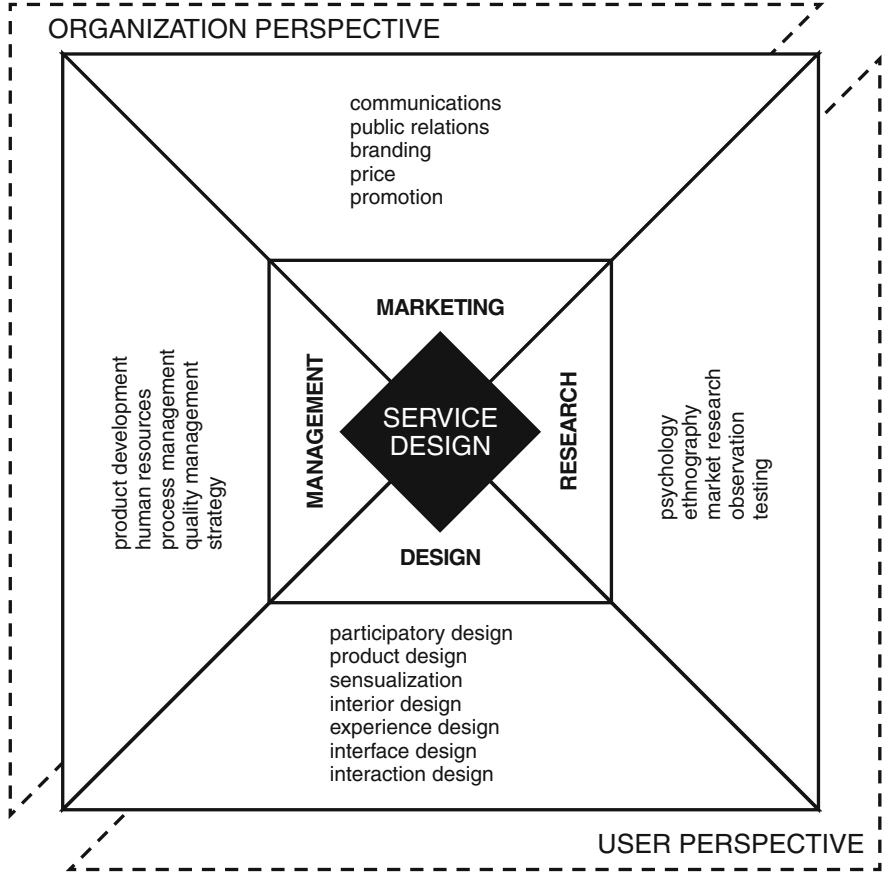 ORGANIZATION PERSPECTIVE
communications
public relations
branding
price
promotion
MARKETING
product development
human resources
process management
quality management
strategy
MANAGEMENT
SERVICE
DESIGN
RESEARCH
psychology
ethnography
market research
observation
testing
DESIGN
participatory design
product design
sensualization
interior design
experience design
interface design
interaction design
USER PERSPECTIVE